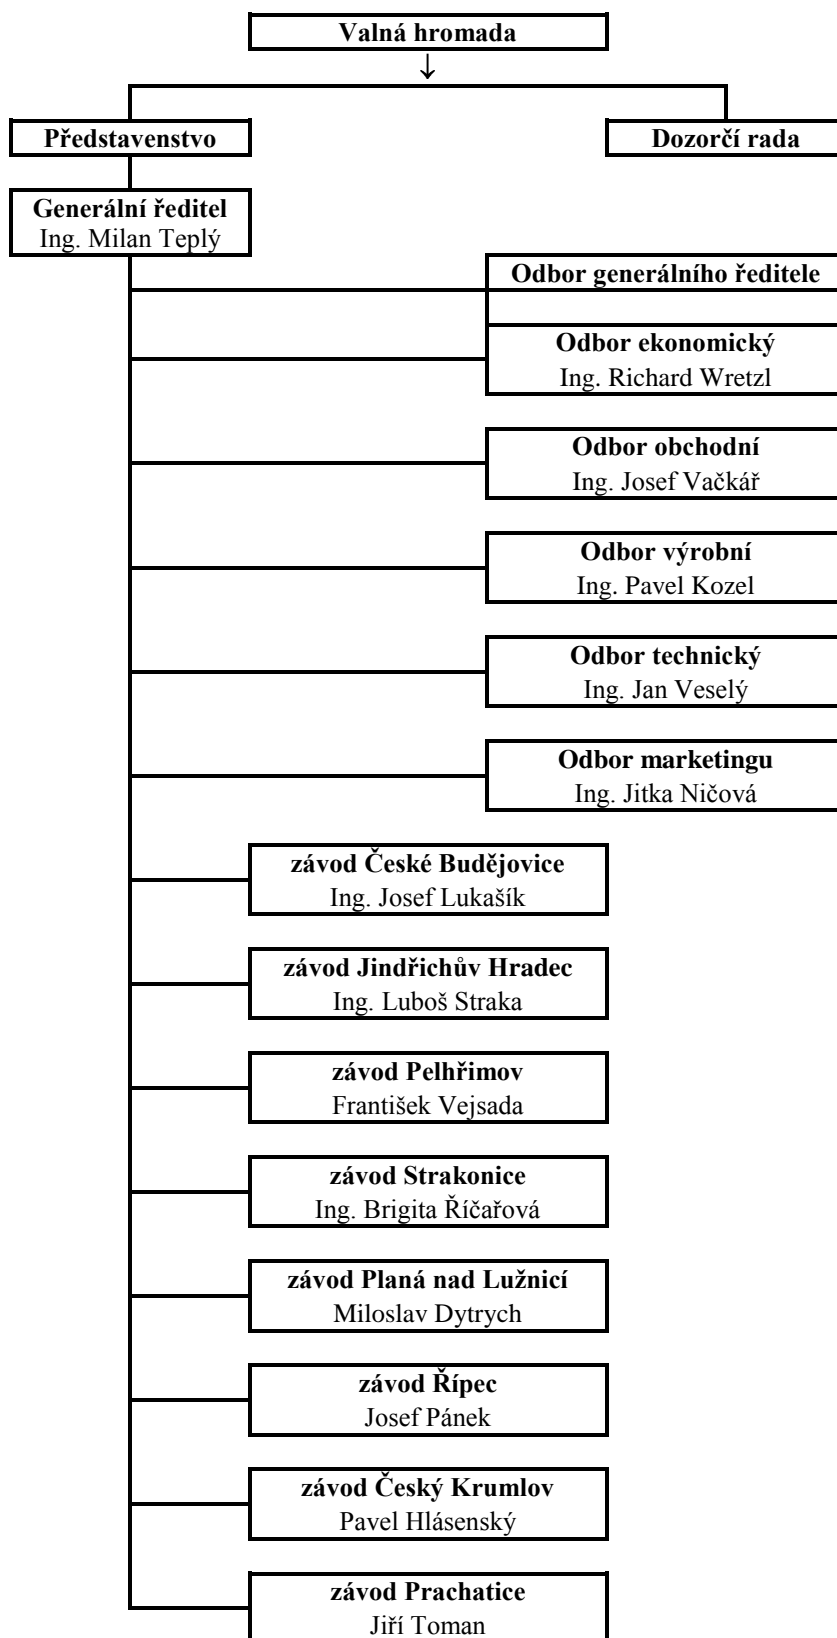 Valná hromada
↓
Představenstvo
Dozorčí rada
Generální ředitel
Ing. Milan Teplý
Odbor generálního ředitele
Odbor ekonomický
Ing. Richard Wretzl
Odbor obchodní
Ing. Josef Vačkář
Odbor výrobní
Ing. Pavel Kozel
Odbor technický
Ing. Jan Veselý
Odbor marketingu
Ing. Jitka Ničová
závod České Budějovice
Ing. Josef Lukašík
závod Jindřichův Hradec
Ing. Luboš Straka
závod Pelhřimov
František Vejsada
závod Strakonice
Ing. Brigita Říčařová
závod Planá nad Lužnicí
Miloslav Dytrych
závod Řípec
Josef Pánek
závod Český Krumlov
Pavel Hlásenský
závod Prachatice
Jiří Toman